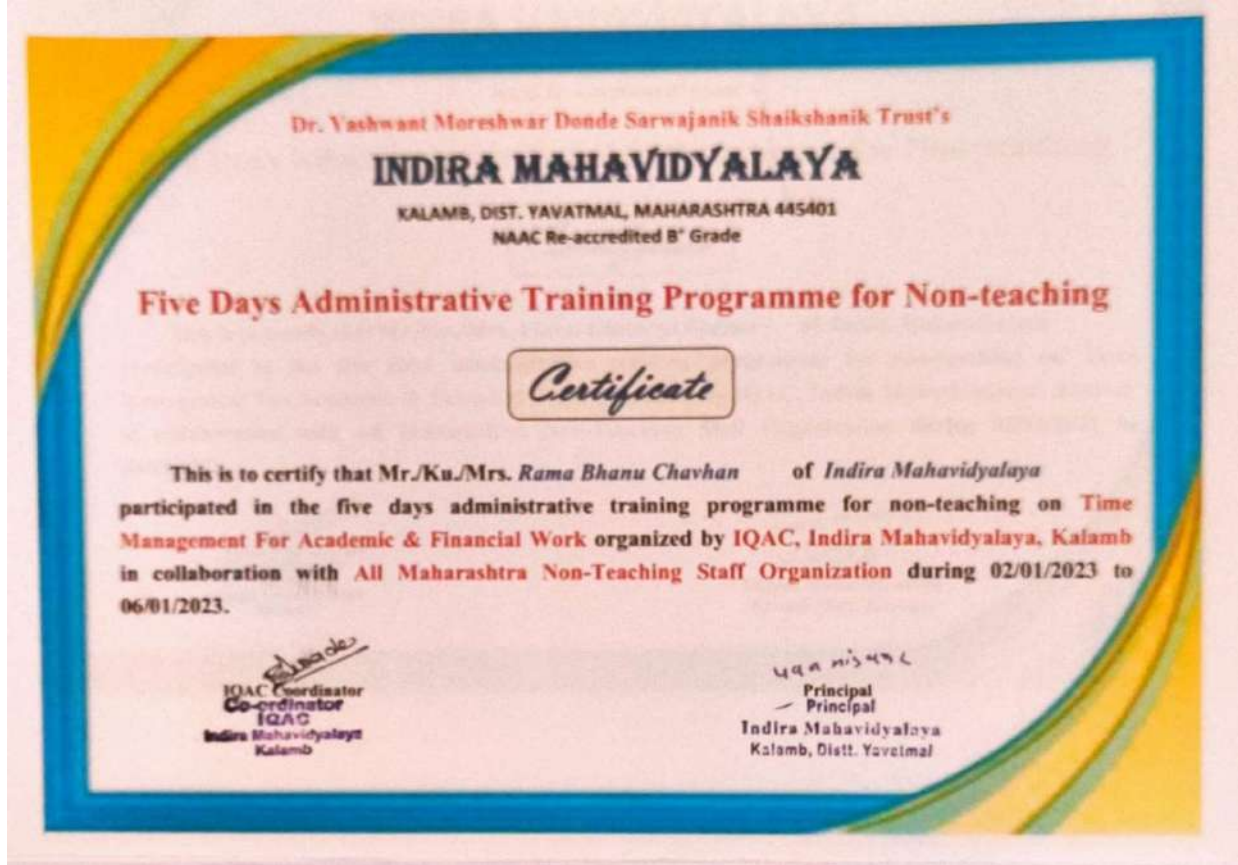 Dr. Yashwant Moreshwar Donde Sarwajanik Shaikshanik Trust's
INDIRA MAHAVIDYALAYA
KALAMB, DIST. YAVATMAL, MAHARASHTRA 445401
NAAC Re-accredited B+ Grade
Five Days Administrative Training Programme for Non-teaching
Certificate
This is to certify that Mr./Ku./Mrs. Rama Bhanu Chavhan of Indira Mahavidyalaya
participated in the five days administrative training programme for non-teaching on Time
Management For Academic & Financial Work organized by IQAC, Indira Mahavidyalaya, Kalamb
in collaboration with All Maharashtra Non-Teaching Staff Organization during 02/01/2023 to
06/01/2023.
IQAC Coordinator
Co-ordinator
IQAC
Indira Mahavidyalaya
Kalamb
Principal
Principal
Indira Mahavidyalaya
Kalamb, Distt. Yavatmal